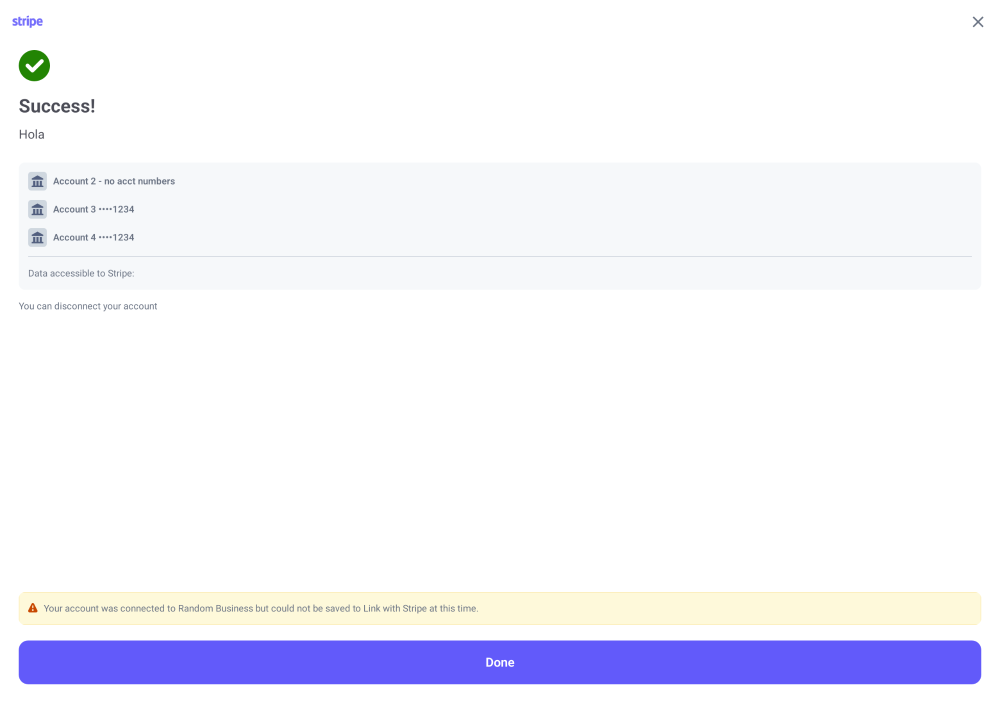 stripe
Success!
Hola
Account 2 - no acct numbers
Account 3 ••••1234
Account 4 ••••1234
Data accessible to Stripe:
You can disconnect your account
Your account was connected to Random Business but could not be saved to Link with Stripe at this time.
Done